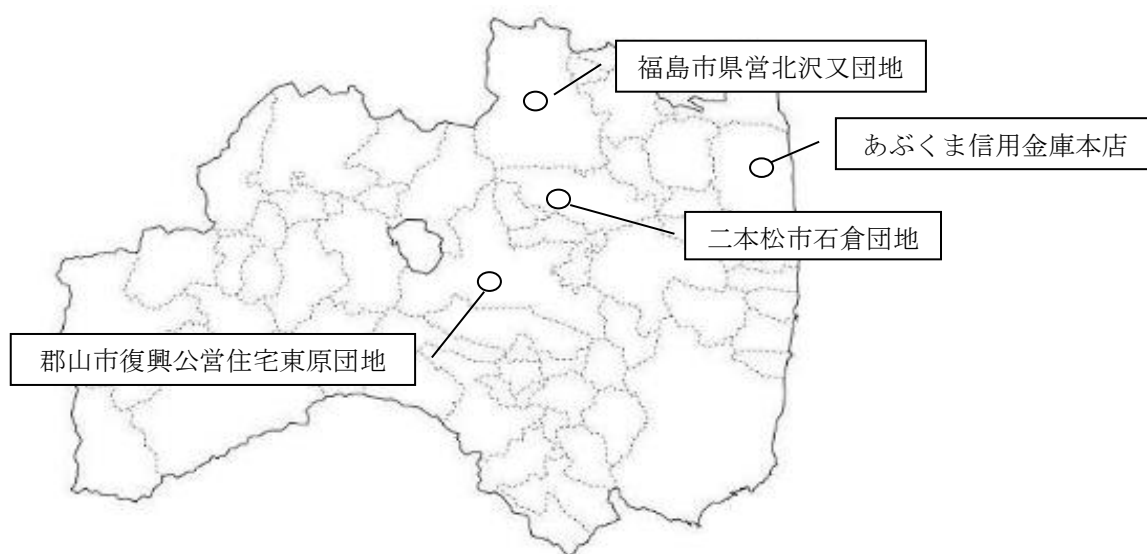 福島市県営北沢又団地
あぶくま信用金庫本店
二本松市石倉団地
郡山市復興公営住宅東原団地